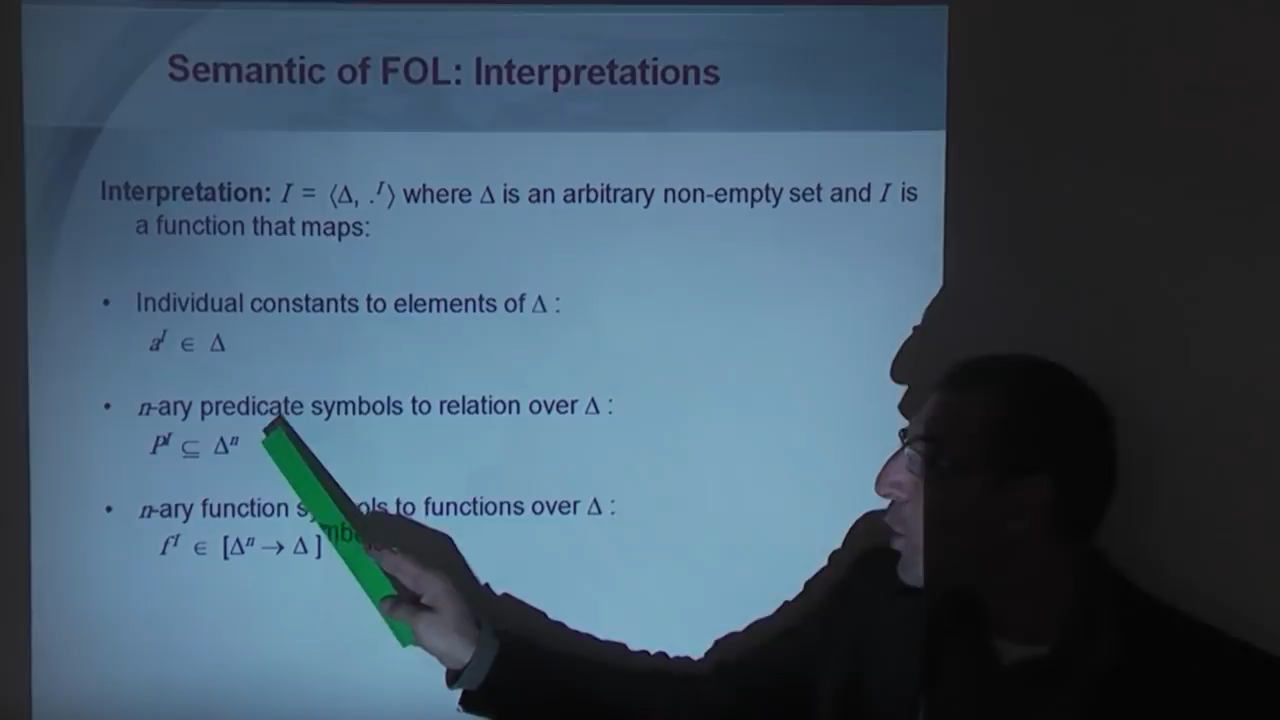 Semantic of FOL: Interpretations
Interpretation: I = ⟨Δ, .ᴵ⟩ where Δ is an arbitrary non-empty set and I is
a function that maps:
• Individual constants to elements of Δ :
aᴵ ∈ Δ
• n-ary predicate symbols to relation over Δ :
Pᴵ ⊆ Δⁿ
• n-ary function symbols to functions over Δ :
fᴵ ∈ [Δⁿ → Δ]